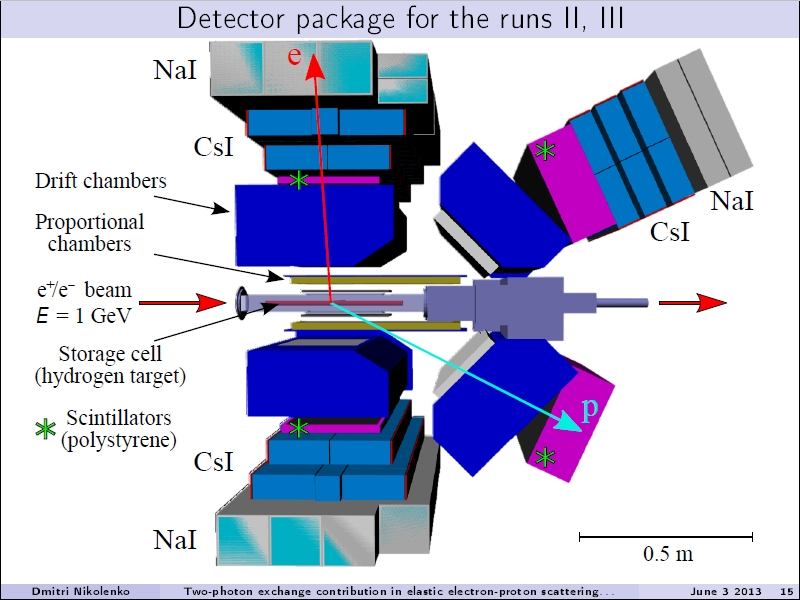 Detector package for the runs II, III
NaI
e
CsI
Drift chambers
Proportional
chambers
e⁺/e⁻ beam
E = 1 GeV
Storage cell
(hydrogen target)
Scintillators
(polystyrene)
CsI
NaI
NaI
CsI
p
0.5 m
Dmitri Nikolenko
Two-photon exchange contribution in elastic electron-proton scattering...
June 3 2013
15